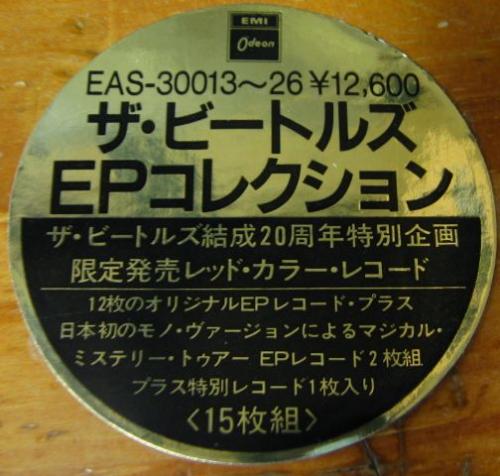 EMI
Odeon
EAS-30013〜26 ¥12,600
ザ・ビートルズ
EPコレクション
ザ・ビートルズ結成20周年特別企画
限定発売レッド・カラー・レコード
12枚のオリジナルEPレコード・プラス
日本初のモノ・ヴァージョンによるマジカル・
ミステリー・トゥアー EPレコード2枚組
プラス特別レコード1枚入り
〈15枚組〉